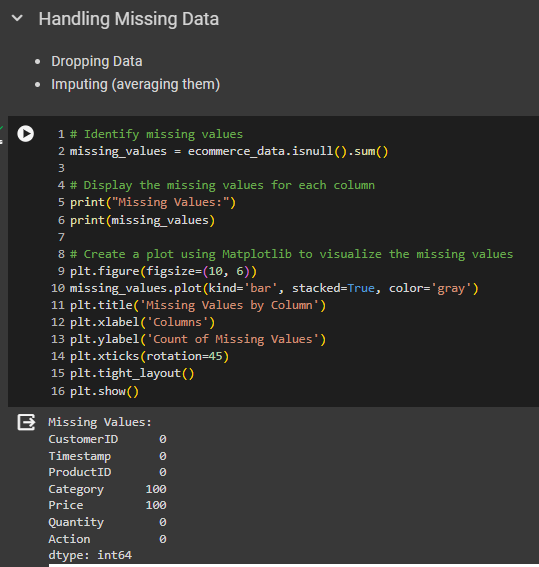 Handling Missing Data
• Dropping Data
• Imputing (averaging them)
1 # Identify missing values
2 missing_values = ecommerce_data.isnull().sum()
3
4 # Display the missing values for each column
5 print("Missing Values:")
6 print(missing_values)
7
8 # Create a plot using Matplotlib to visualize the missing values
9 plt.figure(figsize=(10, 6))
10 missing_values.plot(kind='bar', stacked=True, color='gray')
11 plt.title('Missing Values by Column')
12 plt.xlabel('Columns')
13 plt.ylabel('Count of Missing Values')
14 plt.xticks(rotation=45)
15 plt.tight_layout()
16 plt.show()
Missing Values:
CustomerID 0
Timestamp 0
ProductID 0
Category 100
Price 100
Quantity 0
Action 0
dtype: int64